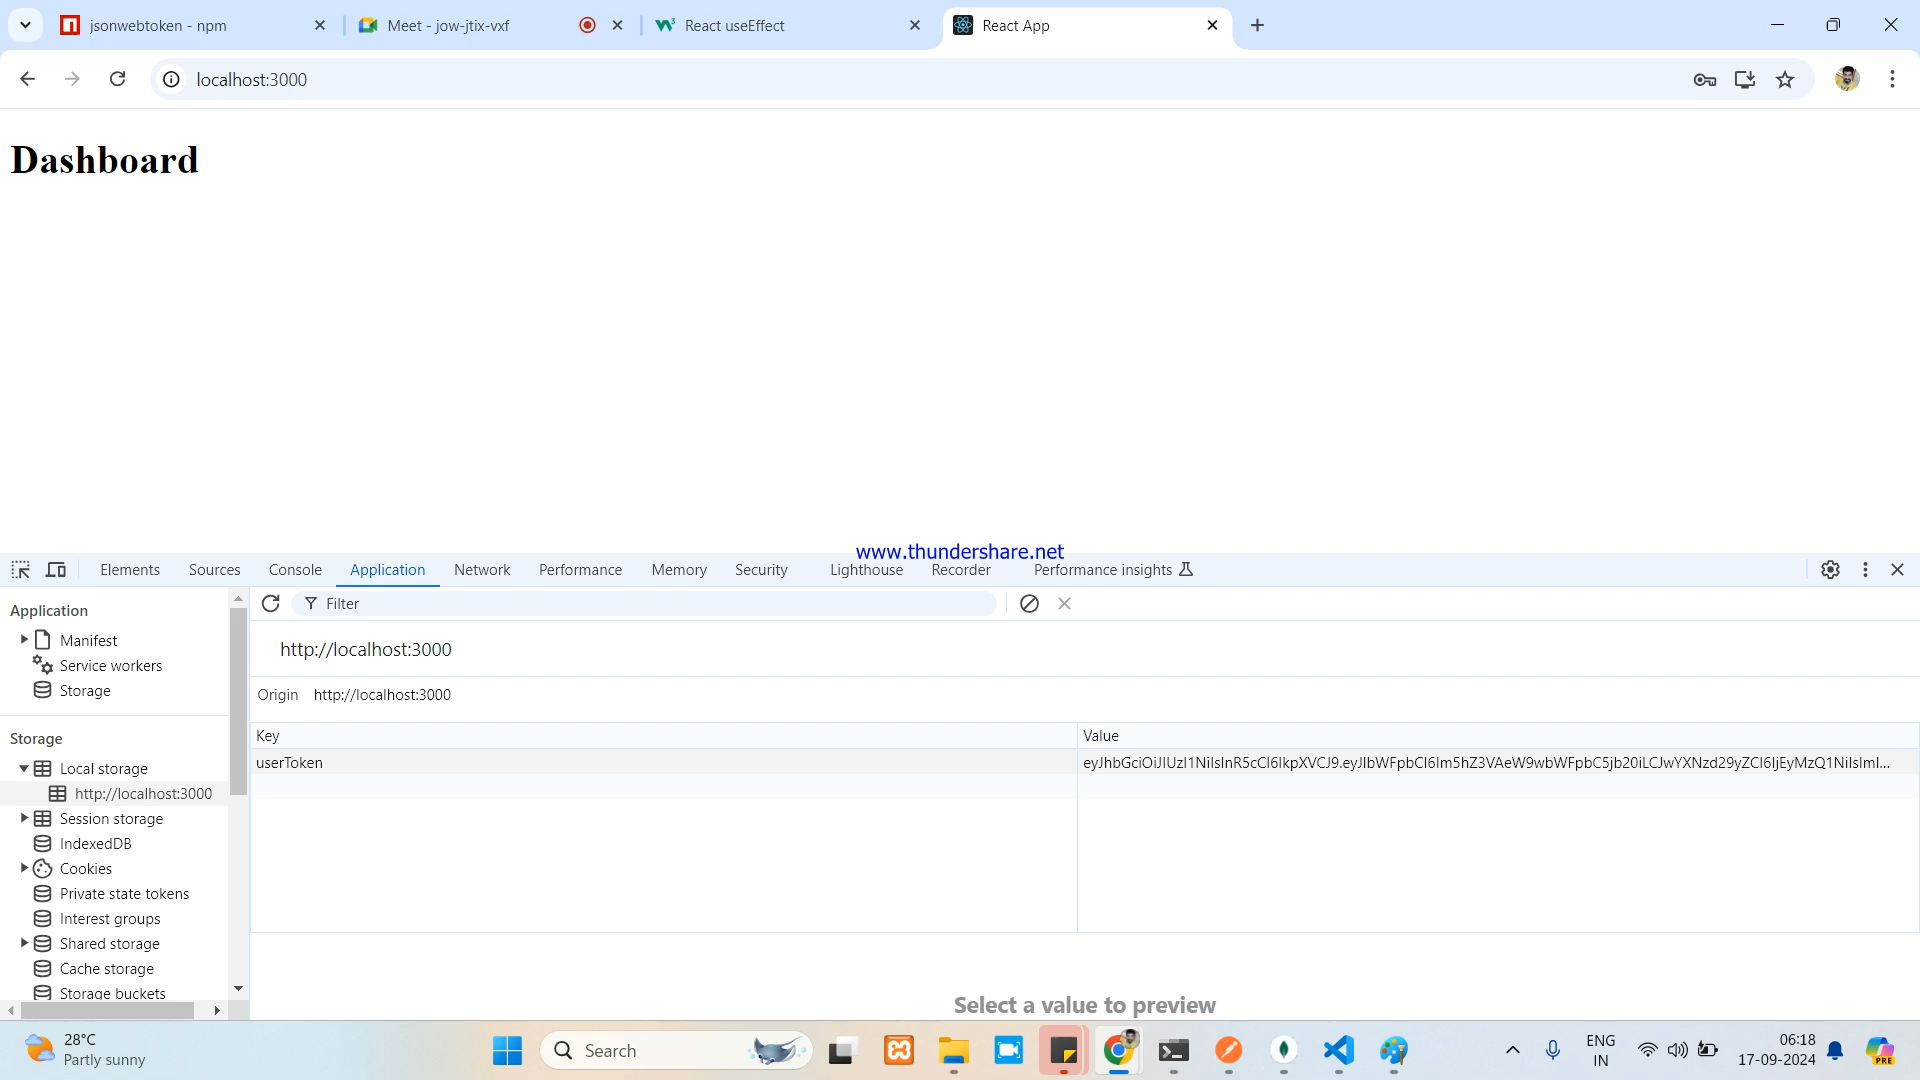 jsonwebtoken - npm
Meet - jow-jtix-vxf
React useEffect
React App
localhost:3000
Dashboard
www.thundershare.net
Elements
Sources
Console
Application
Network
Performance
Memory
Security
Lighthouse
Recorder
Performance insights
Application
Manifest
Service workers
Storage
Storage
Local storage
http://localhost:3000
Session storage
IndexedDB
Cookies
Private state tokens
Interest groups
Shared storage
Cache storage
Storage buckets
Filter
http://localhost:3000
Origin http://localhost:3000
Key
Value
userToken
Select a value to preview
28°C
Partly sunny
Search
ENG
IN
06:18
17-09-2024
PRE